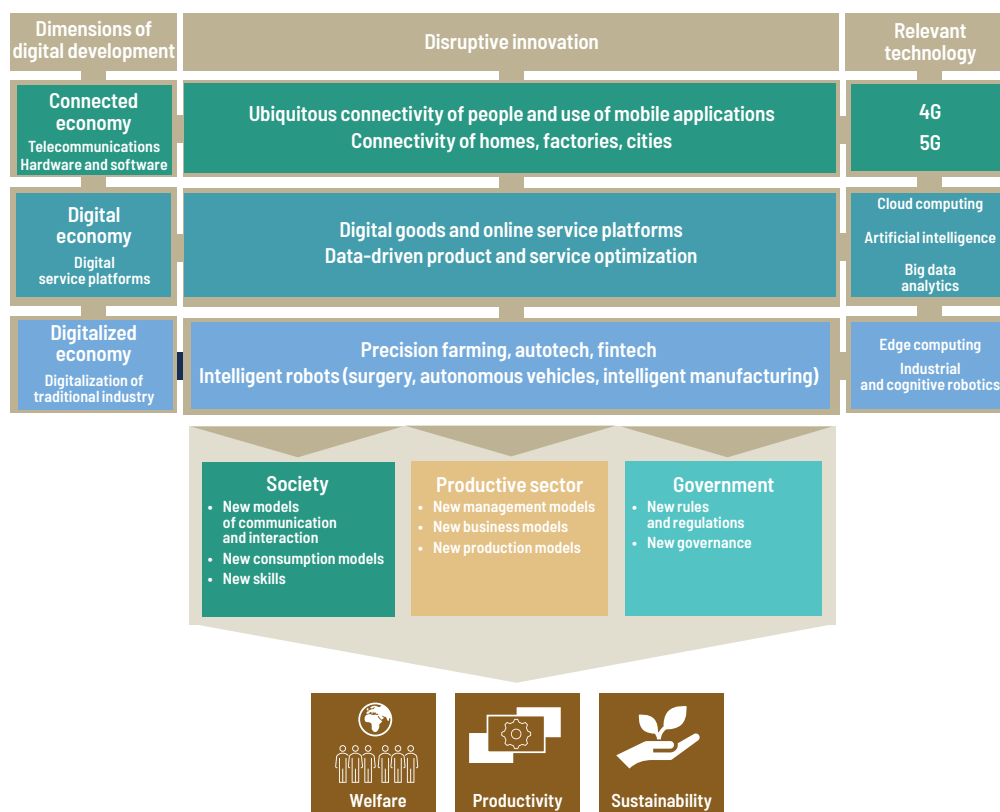 Dimensions of
digital development
Disruptive innovation
Relevant
technology
Connected
economy
Telecommunications
Hardware and software
Ubiquitous connectivity of people and use of mobile applications
Connectivity of homes, factories, cities
4G
5G
Digital
economy
Digital
service platforms
Digital goods and online service platforms
Data-driven product and service optimization
Cloud computing
Artificial intelligence
Big data
analytics
Digitalized
economy
Digitalization of
traditional industry
Precision farming, autotech, fintech
Intelligent robots (surgery, autonomous vehicles, intelligent manufacturing)
Edge computing
Industrial
and cognitive robotics
Society
• New models
of communication
and interaction
• New consumption models
• New skills
Productive sector
• New management models
• New business models
• New production models
Government
• New rules
and regulations
• New governance
Welfare
Productivity
Sustainability